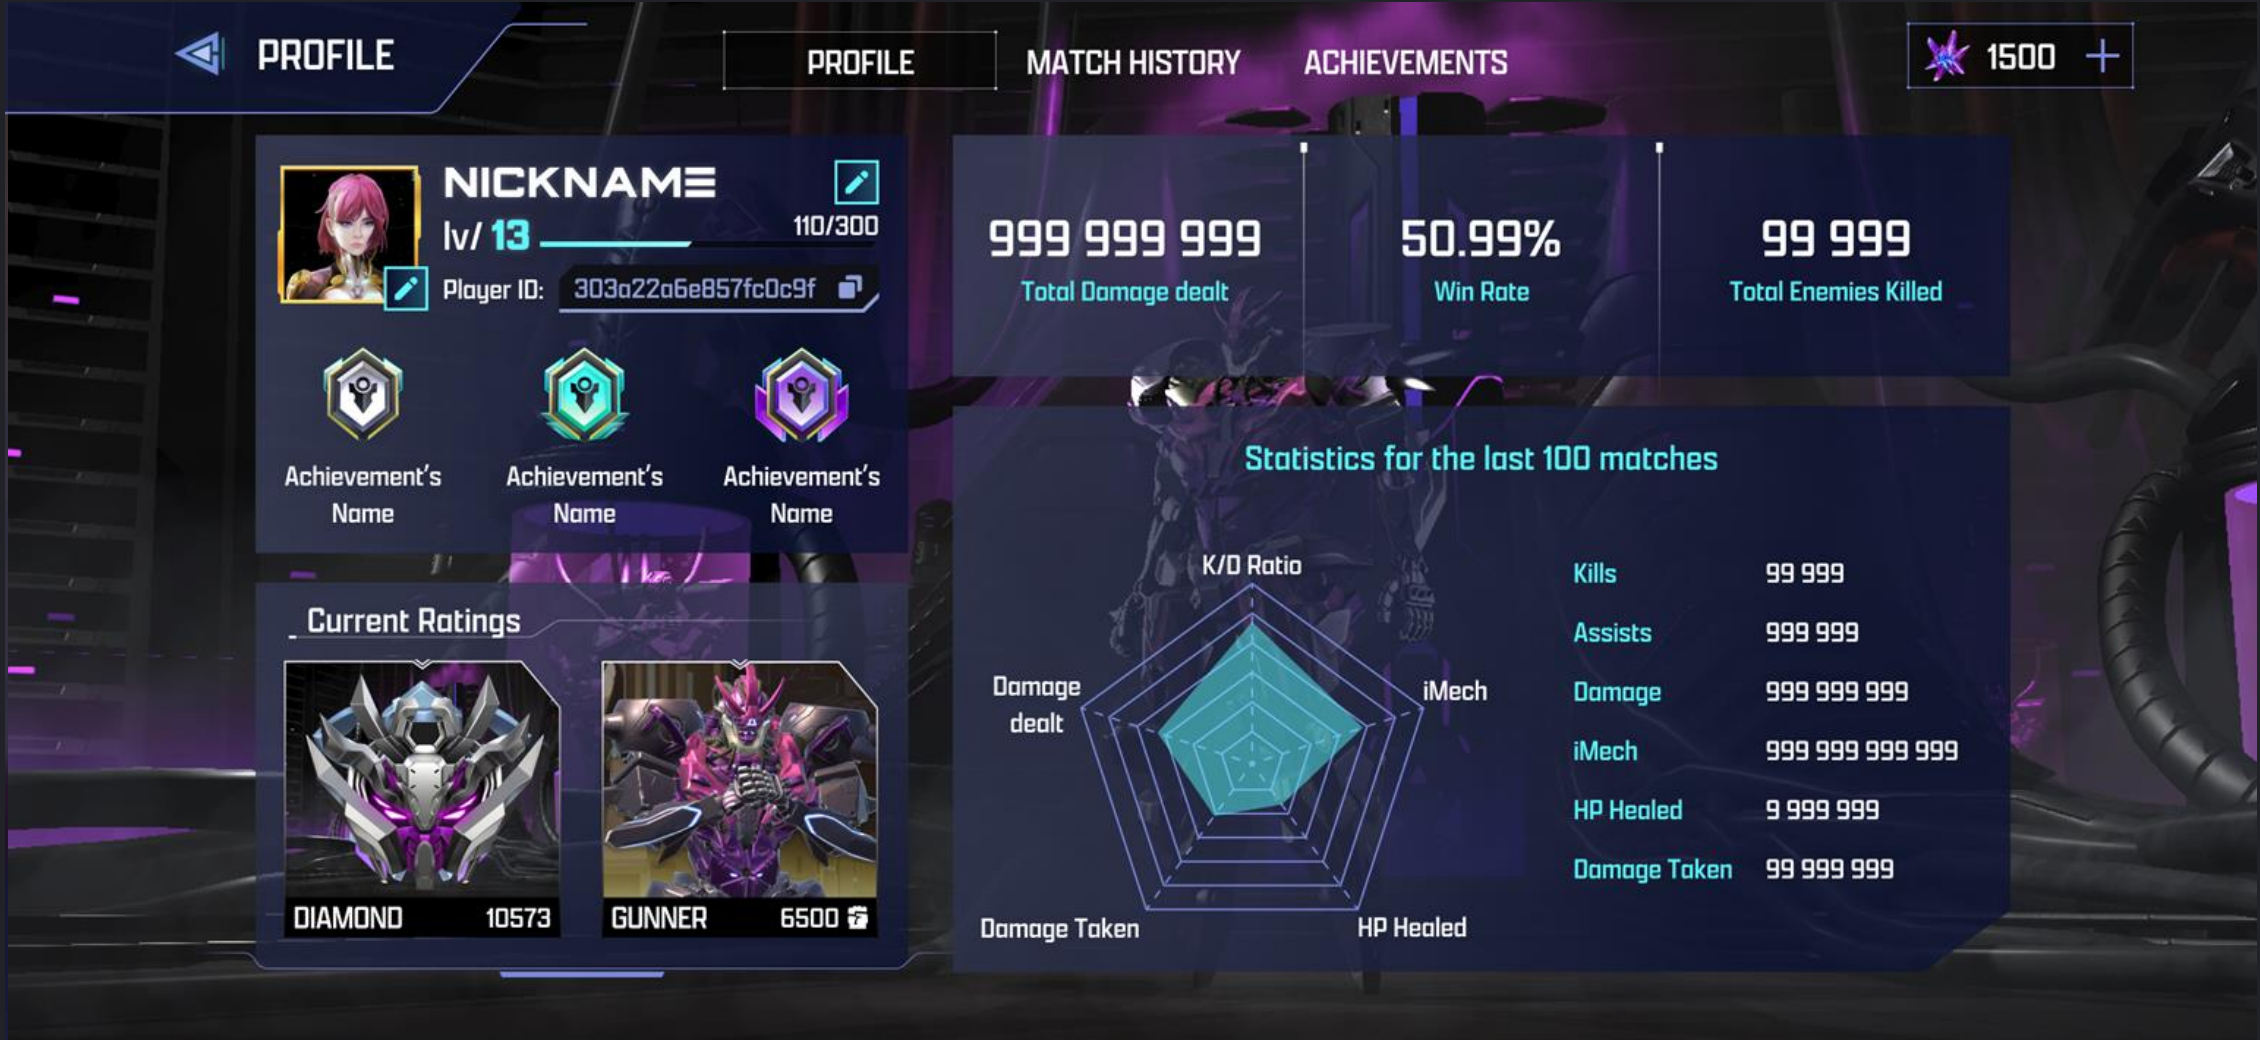 PROFILE
PROFILE
MATCH HISTORY
ACHIEVEMENTS
1500
NICKNAME
lv/ 13
110/300
Player ID: 303a22a6e857fc0c9f
Achievement's
Name
Achievement's
Name
Achievement's
Name
Current Ratings
DIAMOND 10573
GUNNER 6500
999 999 999
Total Damage dealt
50.99%
Win Rate
99 999
Total Enemies Killed
Statistics for the last 100 matches
K/D Ratio
iMech
HP Healed
Damage Taken
Damage
dealt
Kills 99 999
Assists 999 999
Damage 999 999 999
iMech 999 999 999 999
HP Healed 9 999 999
Damage Taken 99 999 999